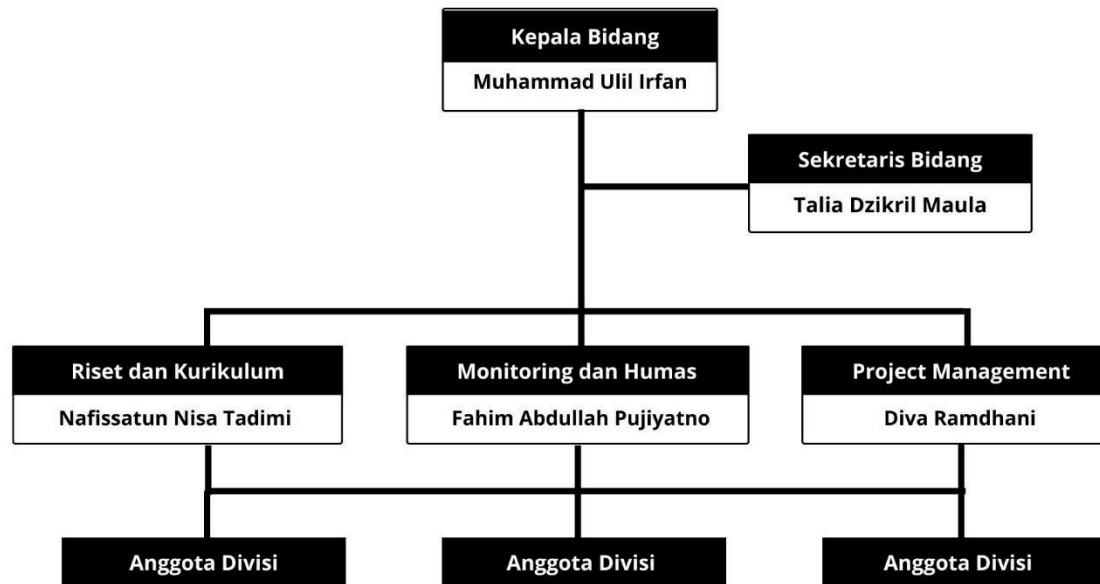 Kepala Bidang
Muhammad Ulil Irfan
Sekretaris Bidang
Talia Dzikril Maula
Riset dan Kurikulum
Nafissatun Nisa Tadimi
Monitoring dan Humas
Fahim Abdullah Pujiyatno
Project Management
Diva Ramdhani
Anggota Divisi
Anggota Divisi
Anggota Divisi